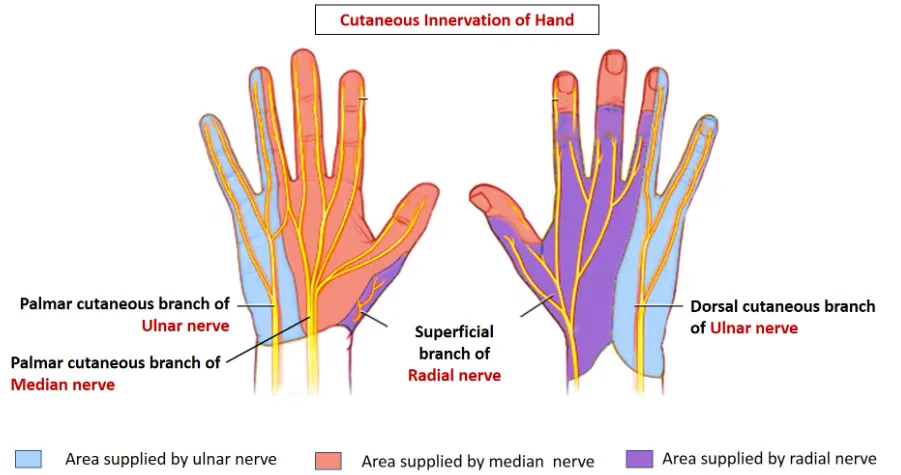 Cutaneous Innervation of Hand
Palmar cutaneous branch of
Ulnar nerve
Palmar cutaneous branch of
Median nerve
Superficial
branch of
Radial nerve
Dorsal cutaneous branch
of Ulnar nerve
Area supplied by ulnar nerve
Area supplied by median nerve
Area supplied by radial nerve